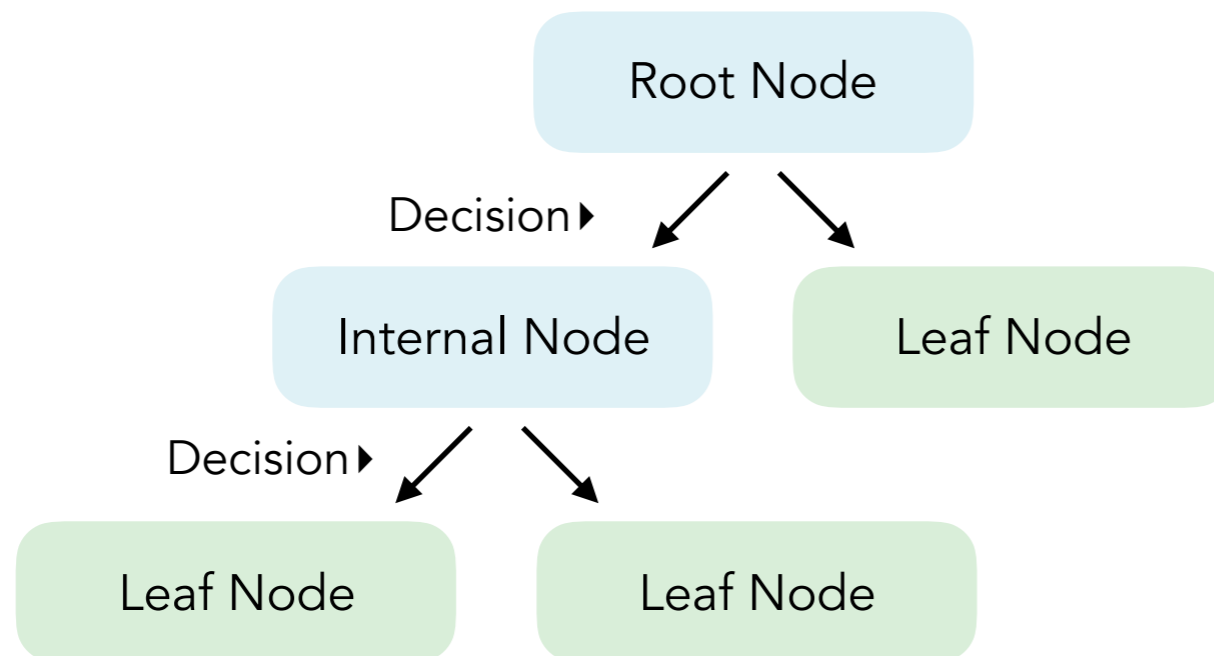 Root Node
Decision
Internal Node
Leaf Node
Decision
Leaf Node
Leaf Node